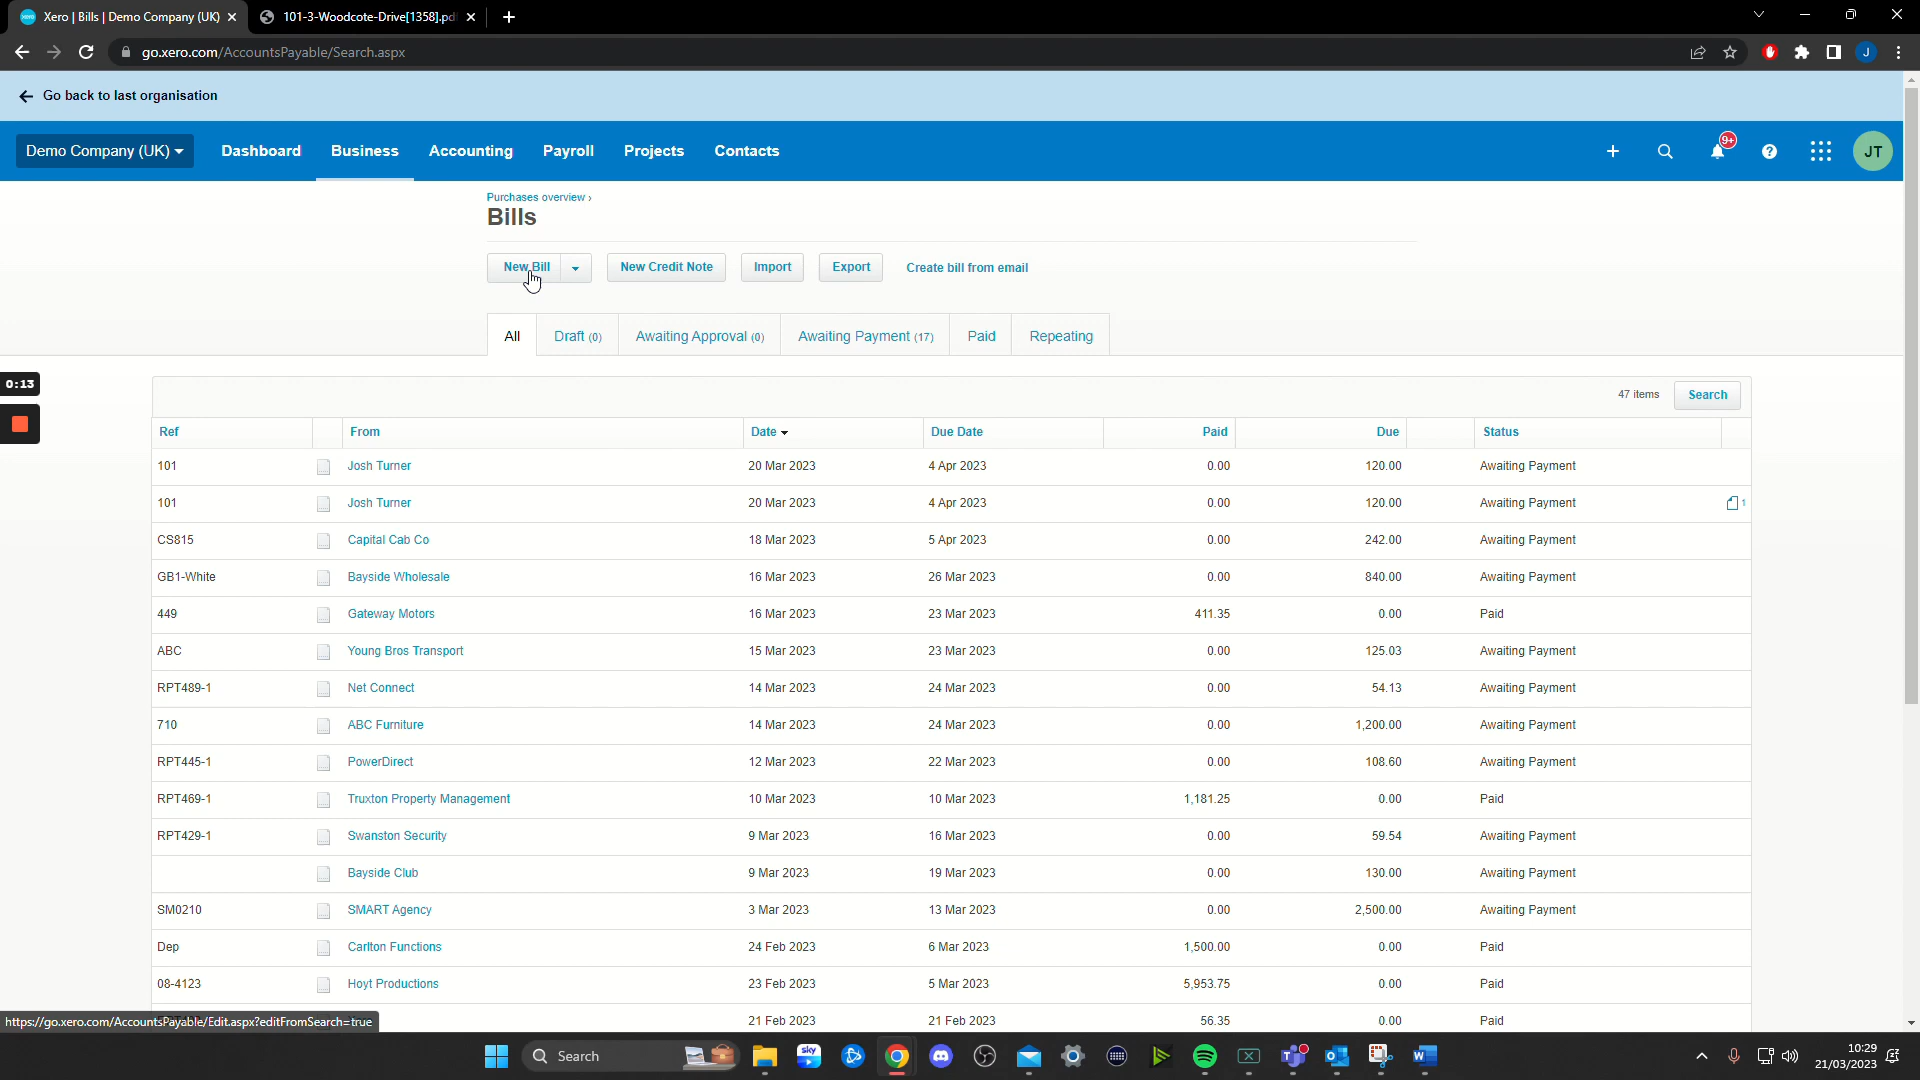 Xero | Bills | Demo Company (UK)
101-3-Woodcote-Drive[1358].pd
go.xero.com/AccountsPayable/Search.aspx
J
Go back to last organisation
Demo Company (UK) Dashboard Business Accounting Payroll Projects Contacts 9+ JT
Purchases overview ›
Bills
New Bill New Credit Note Import Export Create bill from email
All Draft (0) Awaiting Approval (0) Awaiting Payment (17) Paid Repeating
0:13
47 items Search
Ref From Date Due Date Paid Due Status
101 Josh Turner 20 Mar 2023 4 Apr 2023 0.00 120.00 Awaiting Payment
101 Josh Turner 20 Mar 2023 4 Apr 2023 0.00 120.00 Awaiting Payment 1
CS815 Capital Cab Co 18 Mar 2023 5 Apr 2023 0.00 242.00 Awaiting Payment
GB1-White Bayside Wholesale 16 Mar 2023 26 Mar 2023 0.00 840.00 Awaiting Payment
449 Gateway Motors 16 Mar 2023 23 Mar 2023 411.35 0.00 Paid
ABC Young Bros Transport 15 Mar 2023 23 Mar 2023 0.00 125.03 Awaiting Payment
RPT489-1 Net Connect 14 Mar 2023 24 Mar 2023 0.00 54.13 Awaiting Payment
710 ABC Furniture 14 Mar 2023 24 Mar 2023 0.00 1,200.00 Awaiting Payment
RPT445-1 PowerDirect 12 Mar 2023 22 Mar 2023 0.00 108.60 Awaiting Payment
RPT469-1 Truxton Property Management 10 Mar 2023 10 Mar 2023 1,181.25 0.00 Paid
RPT429-1 Swanston Security 9 Mar 2023 16 Mar 2023 0.00 59.54 Awaiting Payment
Bayside Club 9 Mar 2023 19 Mar 2023 0.00 130.00 Awaiting Payment
SM0210 SMART Agency 3 Mar 2023 13 Mar 2023 0.00 2,500.00 Awaiting Payment
Dep Carlton Functions 24 Feb 2023 6 Mar 2023 1,500.00 0.00 Paid
08-4123 Hoyt Productions 23 Feb 2023 5 Mar 2023 5,953.75 0.00 Paid
21 Feb 2023 21 Feb 2023 56.35 0.00 Paid
https://go.xero.com/AccountsPayable/Edit.aspx?editFromSearch=true
Search sky 10:29
21/03/2023